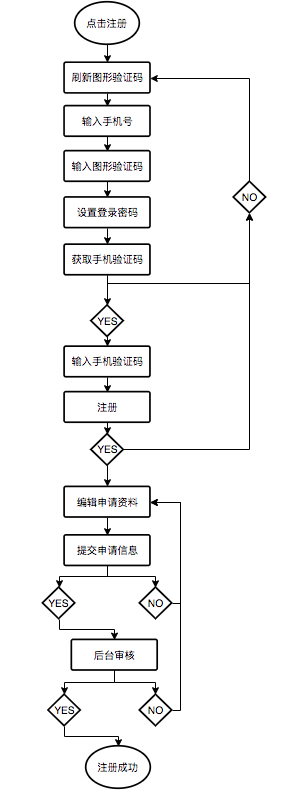 点击注册
刷新图形验证码
输入手机号
输入图形验证码
NO
设置登录密码
获取手机验证码
YES
输入手机验证码
注册
YES
编辑申请资料
提交申请信息
YES
NO
后台审核
YES
NO
注册成功